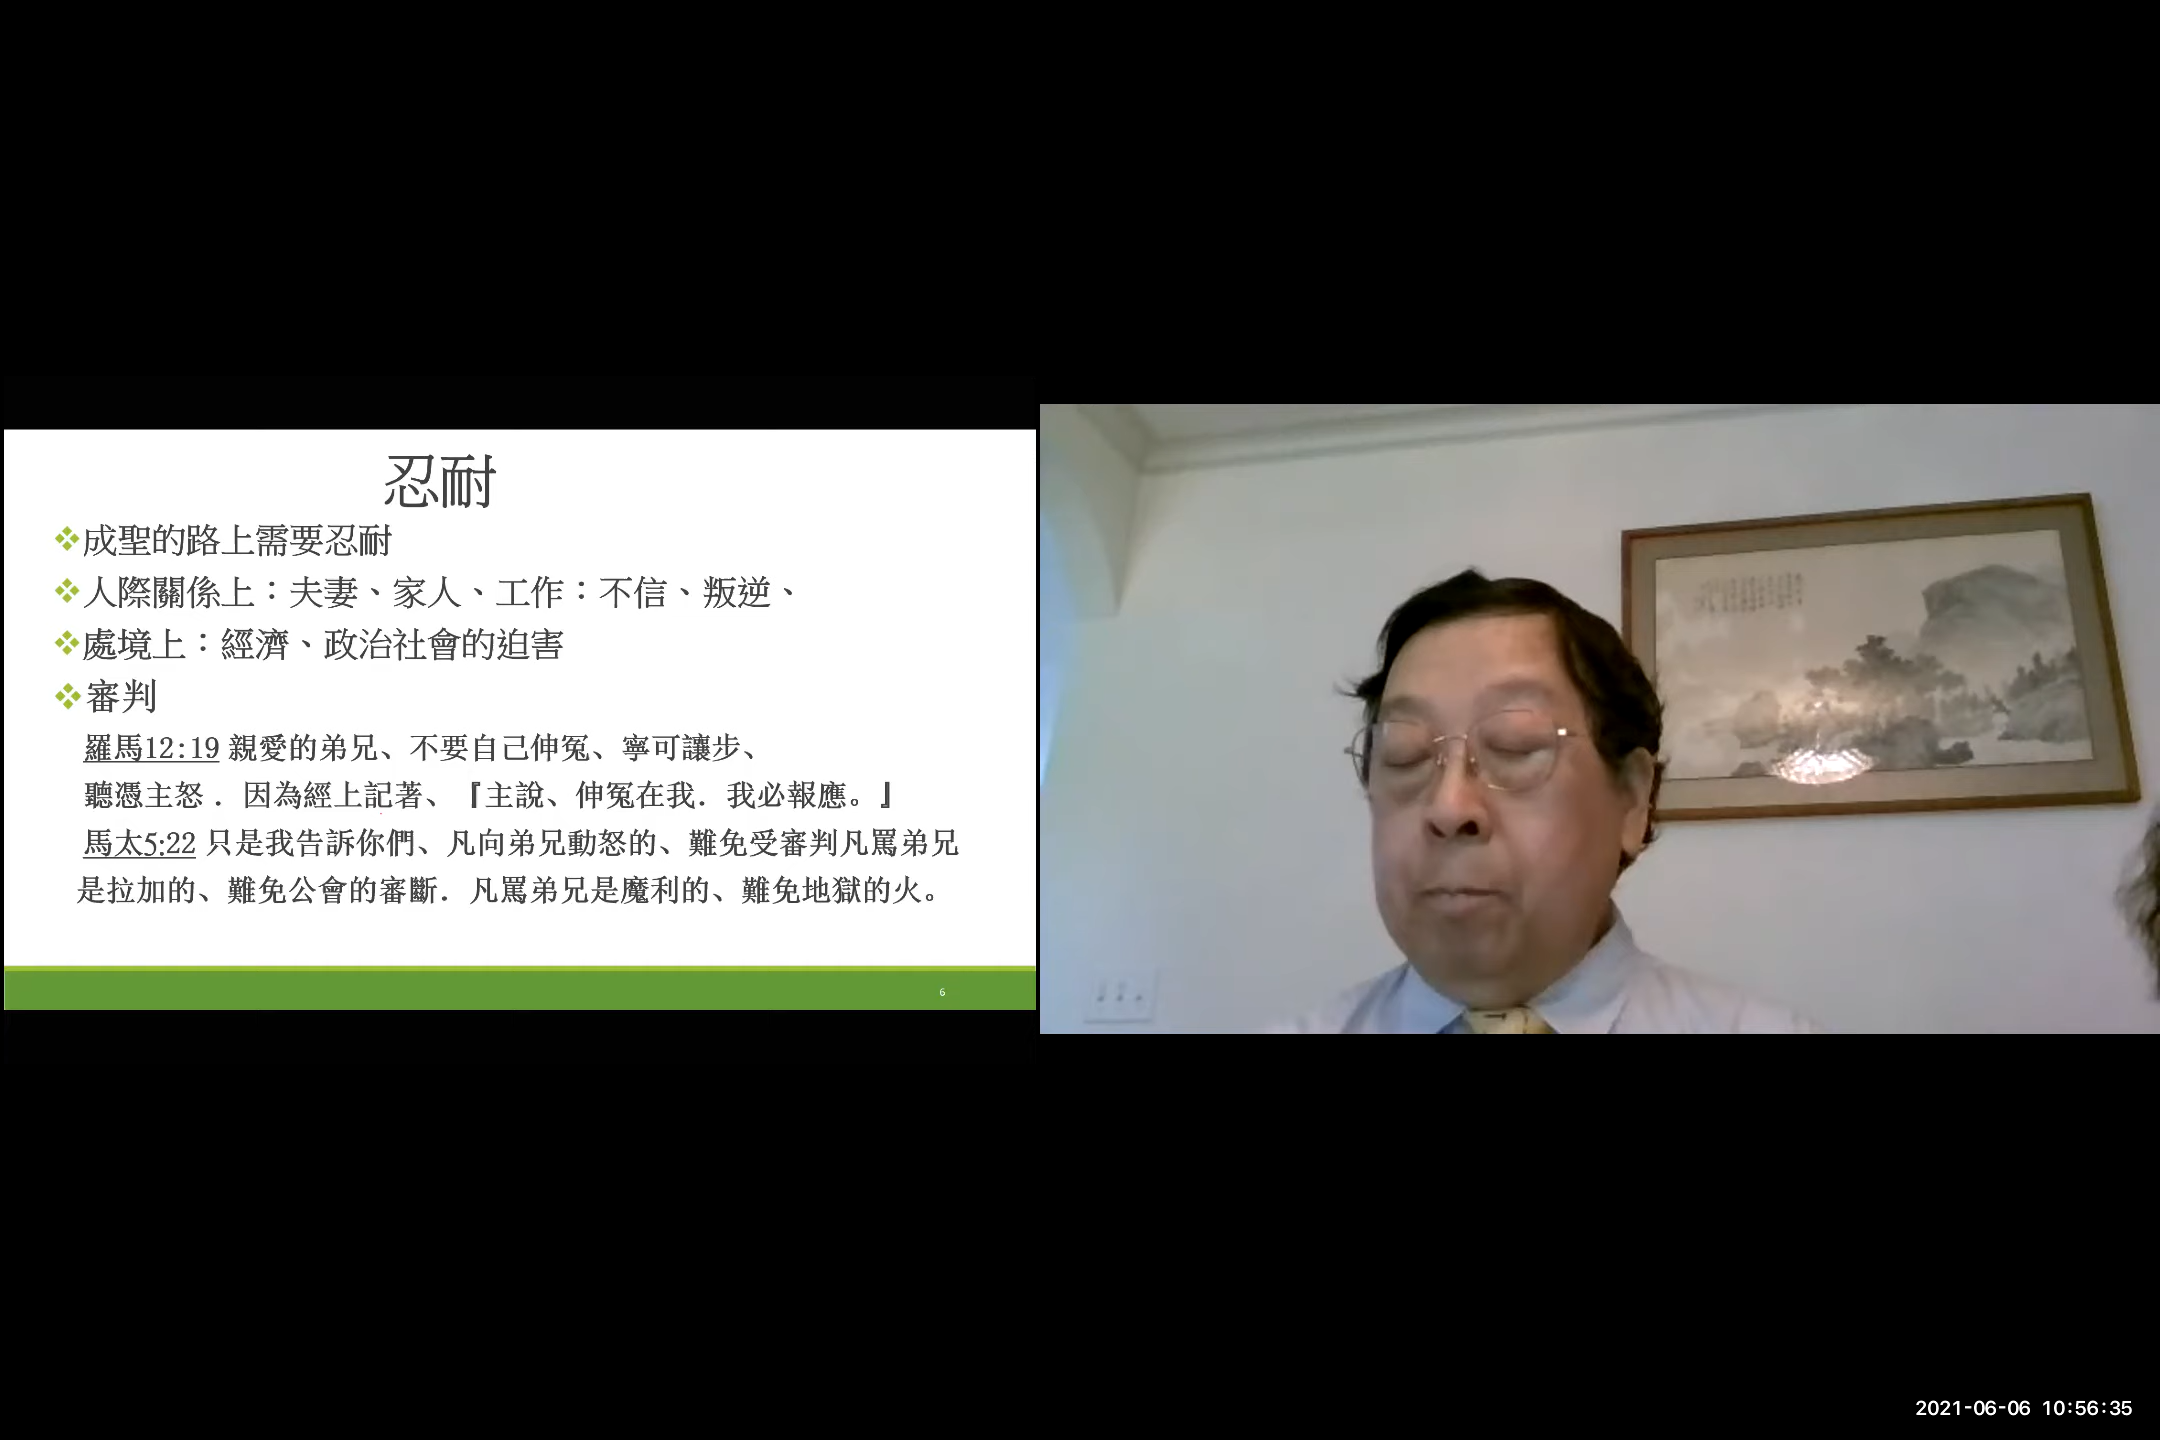 忍耐
❖成聖的路上需要忍耐
❖人際關係上：夫妻、家人、工作：不信、叛逆、
❖處境上：經濟、政治社會的迫害
❖審判
羅馬12:19 親愛的弟兄、不要自己伸冤、寧可讓步、
聽憑主怒． 因為經上記著、『主說、伸冤在我． 我必報應。』
馬太5:22 只是我告訴你們、凡向弟兄動怒的、難免受審判凡罵弟兄
是拉加的、難免公會的審斷． 凡罵弟兄是魔利的、難免地獄的火。
6
2021-06-06 10:56:35